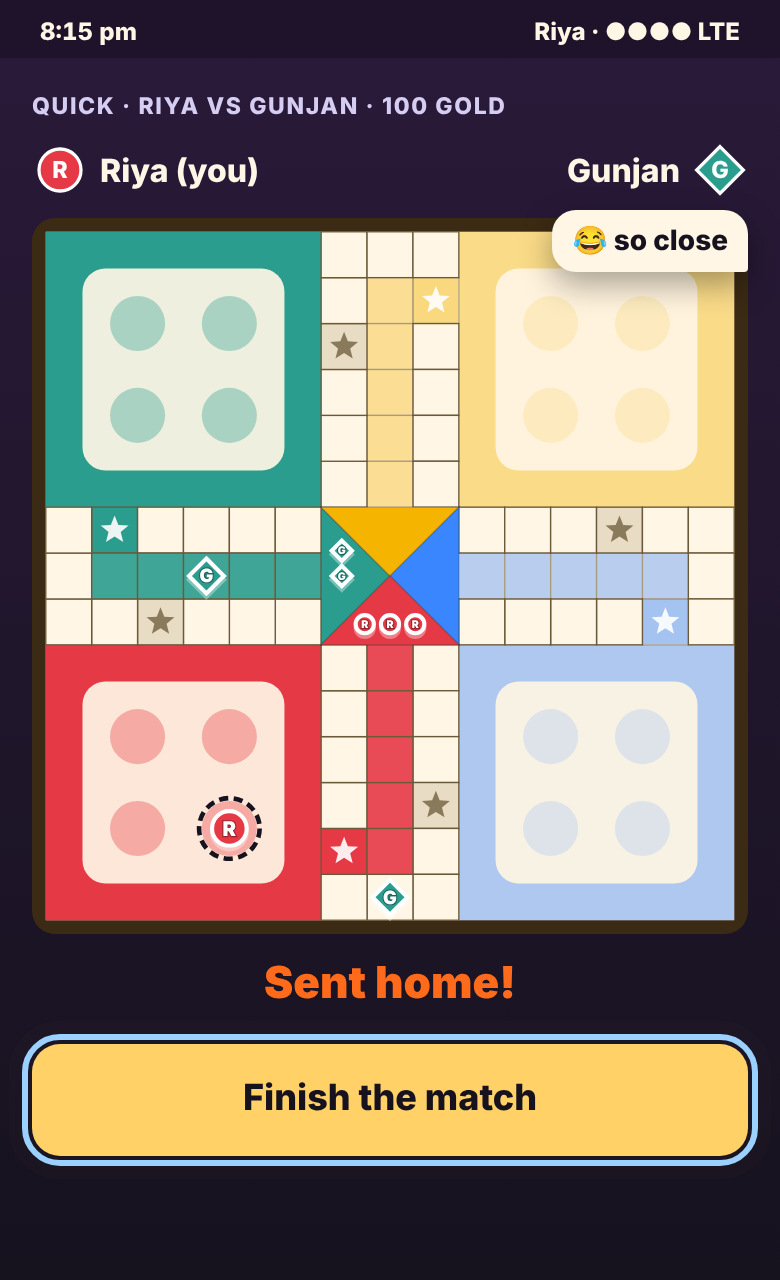 8:15 pm
Riya · ●●●● LTE
QUICK · RIYA VS GUNJAN · 100 GOLD
R Riya (you)
Gunjan G
😂 so close
G
G
G
R R R
R
G
Sent home!
Finish the match